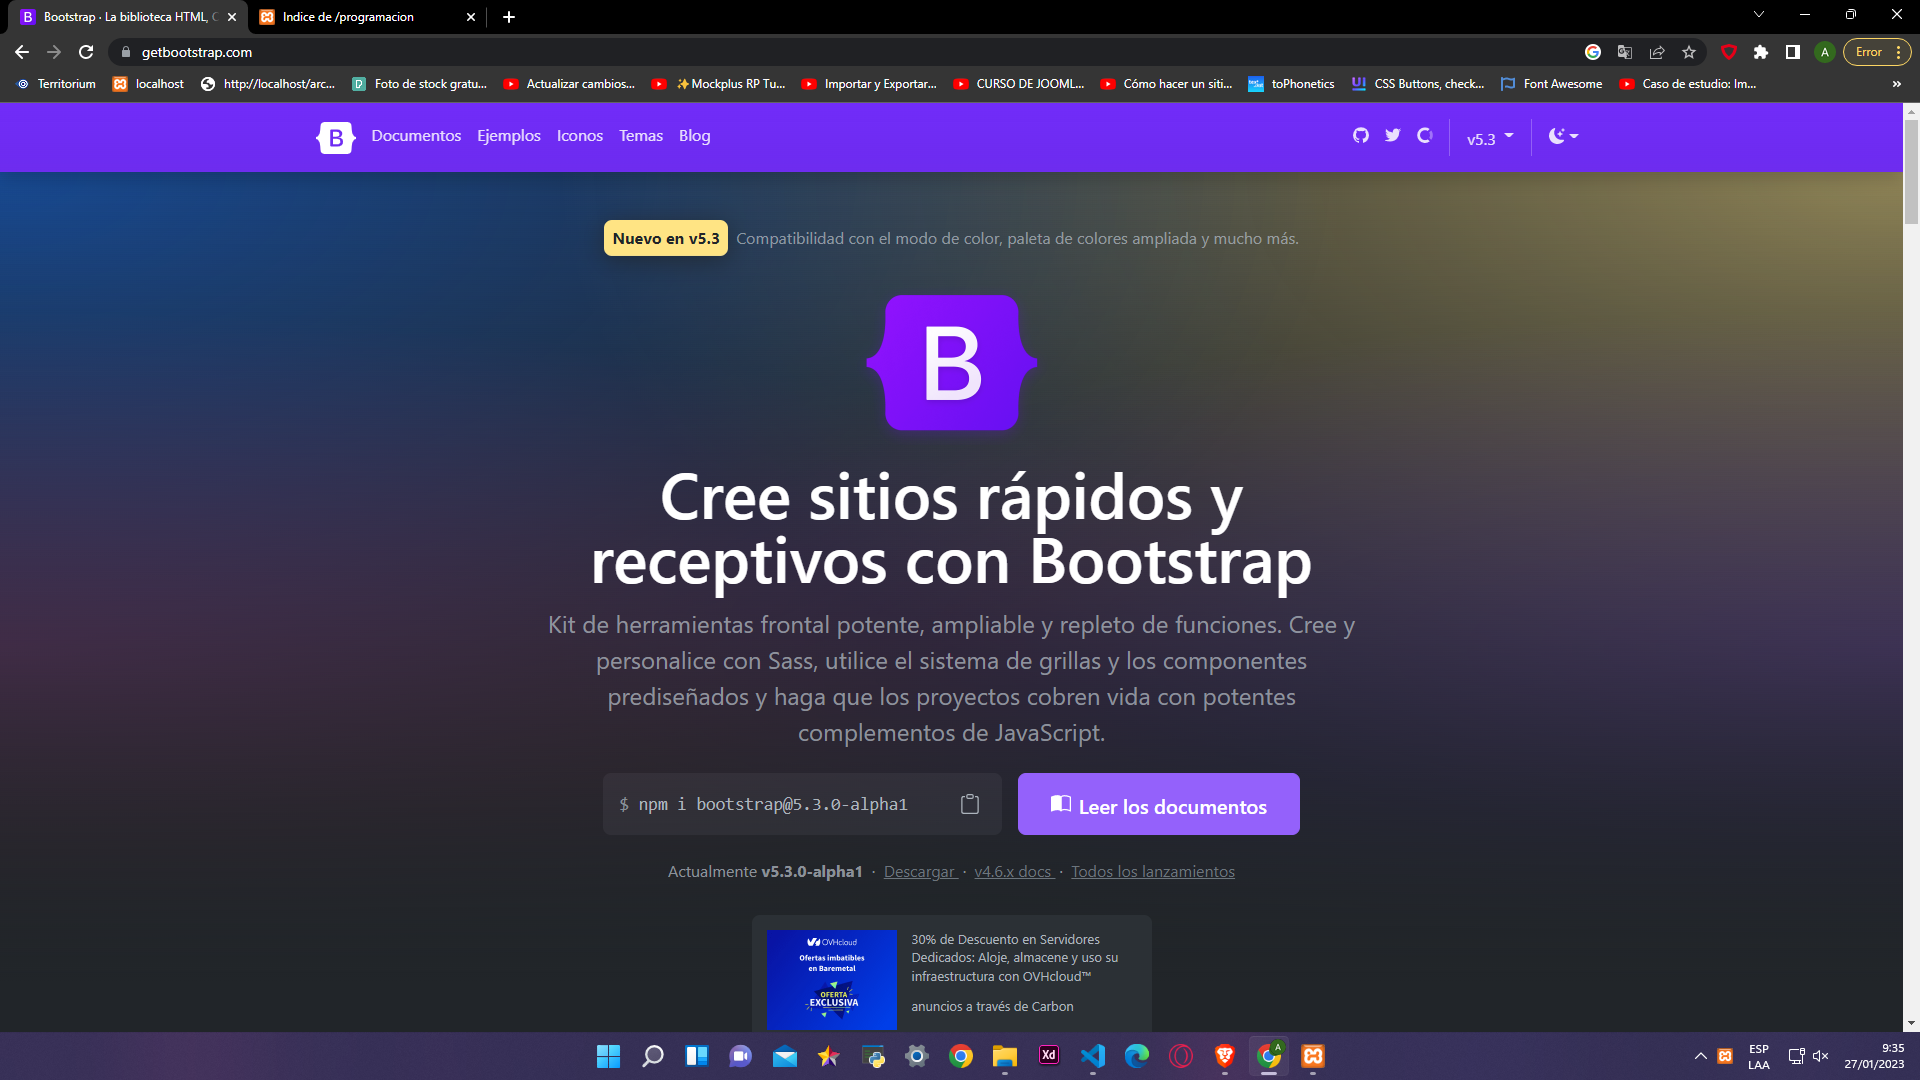 Bootstrap · La biblioteca HTML, C
Indice de /programacion
getbootstrap.com
A
Error
Territorium
localhost
http://localhost/arc...
Foto de stock gratu...
Actualizar cambios...
✨Mockplus RP Tu...
Importar y Exportar...
CURSO DE JOOML...
Cómo hacer un siti...
toPhonetics
CSS Buttons, check...
Font Awesome
Caso de estudio: Im...
»
B
Documentos
Ejemplos
Iconos
Temas
Blog
v5.3
Nuevo en v5.3
Compatibilidad con el modo de color, paleta de colores ampliada y mucho más.
B
Cree sitios rápidos y
receptivos con Bootstrap
Kit de herramientas frontal potente, ampliable y repleto de funciones. Cree y
personalice con Sass, utilice el sistema de grillas y los componentes
prediseñados y haga que los proyectos cobren vida con potentes
complementos de JavaScript.
$ npm i bootstrap@5.3.0-alpha1
Leer los documentos
Actualmente v5.3.0-alpha1 · Descargar · v4.6.x docs · Todos los lanzamientos
OVHcloud
Ofertas imbatibles
en Baremetal
OFERTA
EXCLUSIVA
30% de Descuento en Servidores
Dedicados: Aloje, almacene y uso su
infraestructura con OVHcloud™
anuncios a través de Carbon
Xd
A
ESP
LAA
9:35
27/01/2023